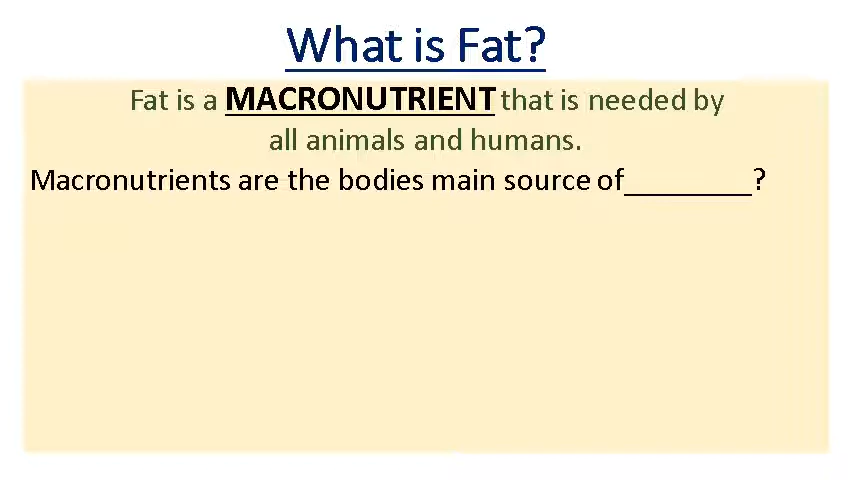 What is Fat?
Fat is a MACRONUTRIENT that is needed by
all animals and humans.
Macronutrients are the bodies main source of________?